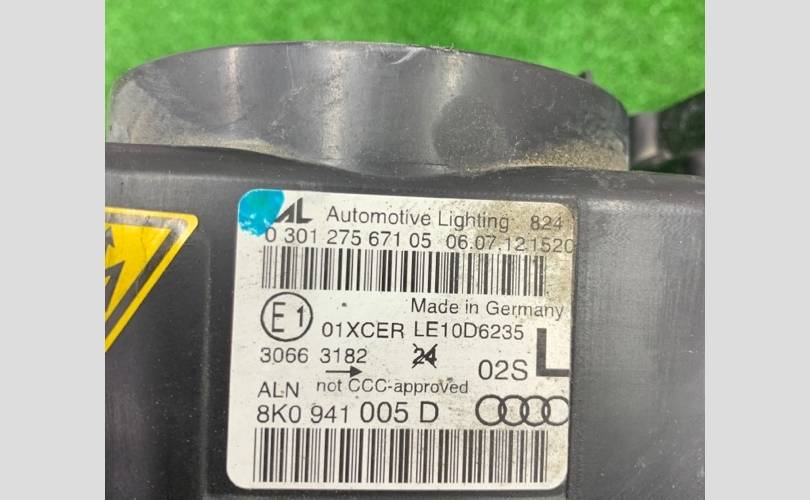 AL Automotive Lighting 824
0 301 275 671 05 06.07.12 1520
Made in Germany
E1 01XCER LE10D6235
3066 3182 24 02S L
→
ALN not CCC-approved
8K0 941 005 D